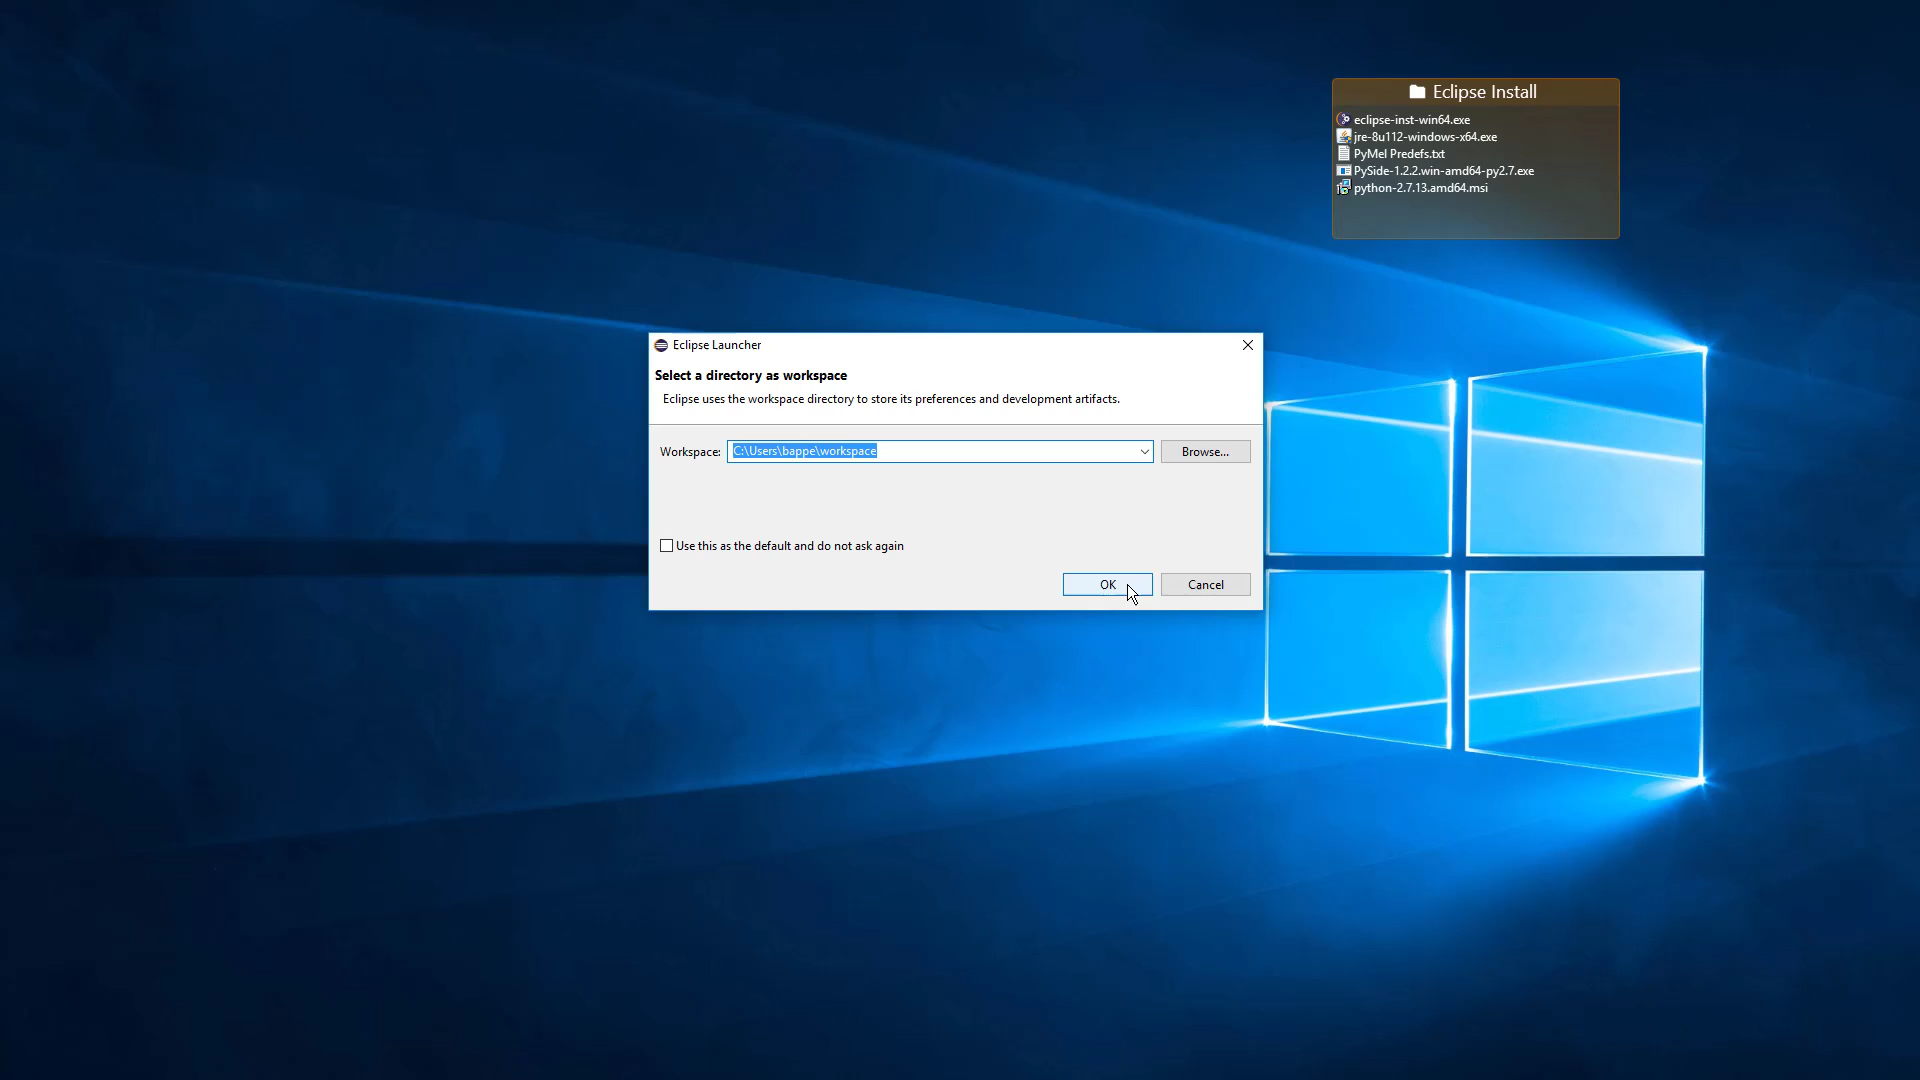 Eclipse Install
eclipse-inst-win64.exe
jre-8u112-windows-x64.exe
PyMel Predefs.txt
PySide-1.2.2.win-amd64-py2.7.exe
python-2.7.13.amd64.msi
Eclipse Launcher
Select a directory as workspace
Eclipse uses the workspace directory to store its preferences and development artifacts.
Workspace: C:\Users\bappe\workspace Browse...
Use this as the default and do not ask again
OK Cancel